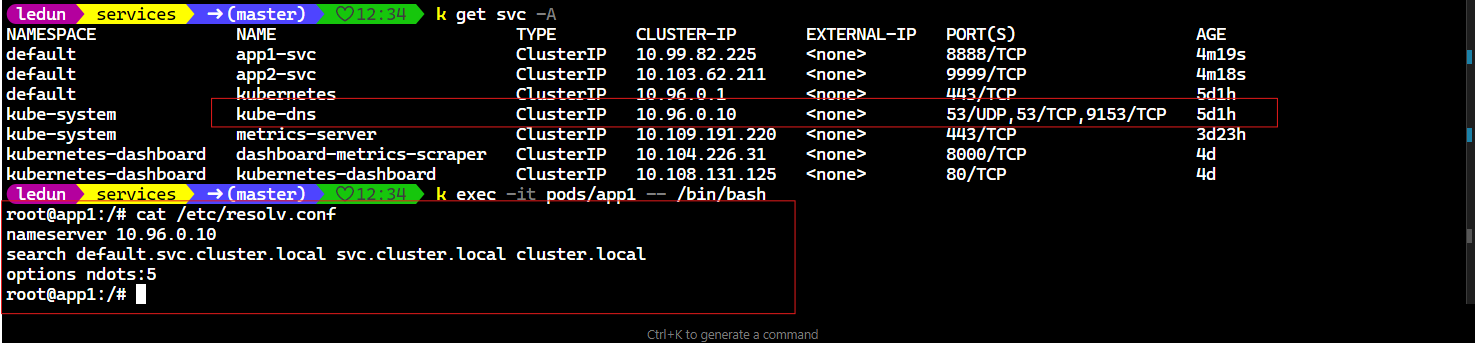 ledun services ➜(master) ♡12:34 k get svc -A
NAMESPACE NAME TYPE CLUSTER-IP EXTERNAL-IP PORT(S) AGE
default app1-svc ClusterIP 10.99.82.225 <none> 8888/TCP 4m19s
default app2-svc ClusterIP 10.103.62.211 <none> 9999/TCP 4m18s
default kubernetes ClusterIP 10.96.0.1 <none> 443/TCP 5d1h
kube-system kube-dns ClusterIP 10.96.0.10 <none> 53/UDP,53/TCP,9153/TCP 5d1h
kube-system metrics-server ClusterIP 10.109.191.220 <none> 443/TCP 3d23h
kubernetes-dashboard dashboard-metrics-scraper ClusterIP 10.104.226.31 <none> 8000/TCP 4d
kubernetes-dashboard kubernetes-dashboard ClusterIP 10.108.131.125 <none> 80/TCP 4d
ledun services ➜(master) ♡12:34 k exec -it pods/app1 -- /bin/bash
root@app1:/# cat /etc/resolv.conf
nameserver 10.96.0.10
search default.svc.cluster.local svc.cluster.local cluster.local
options ndots:5
root@app1:/#
Ctrl+K to generate a command